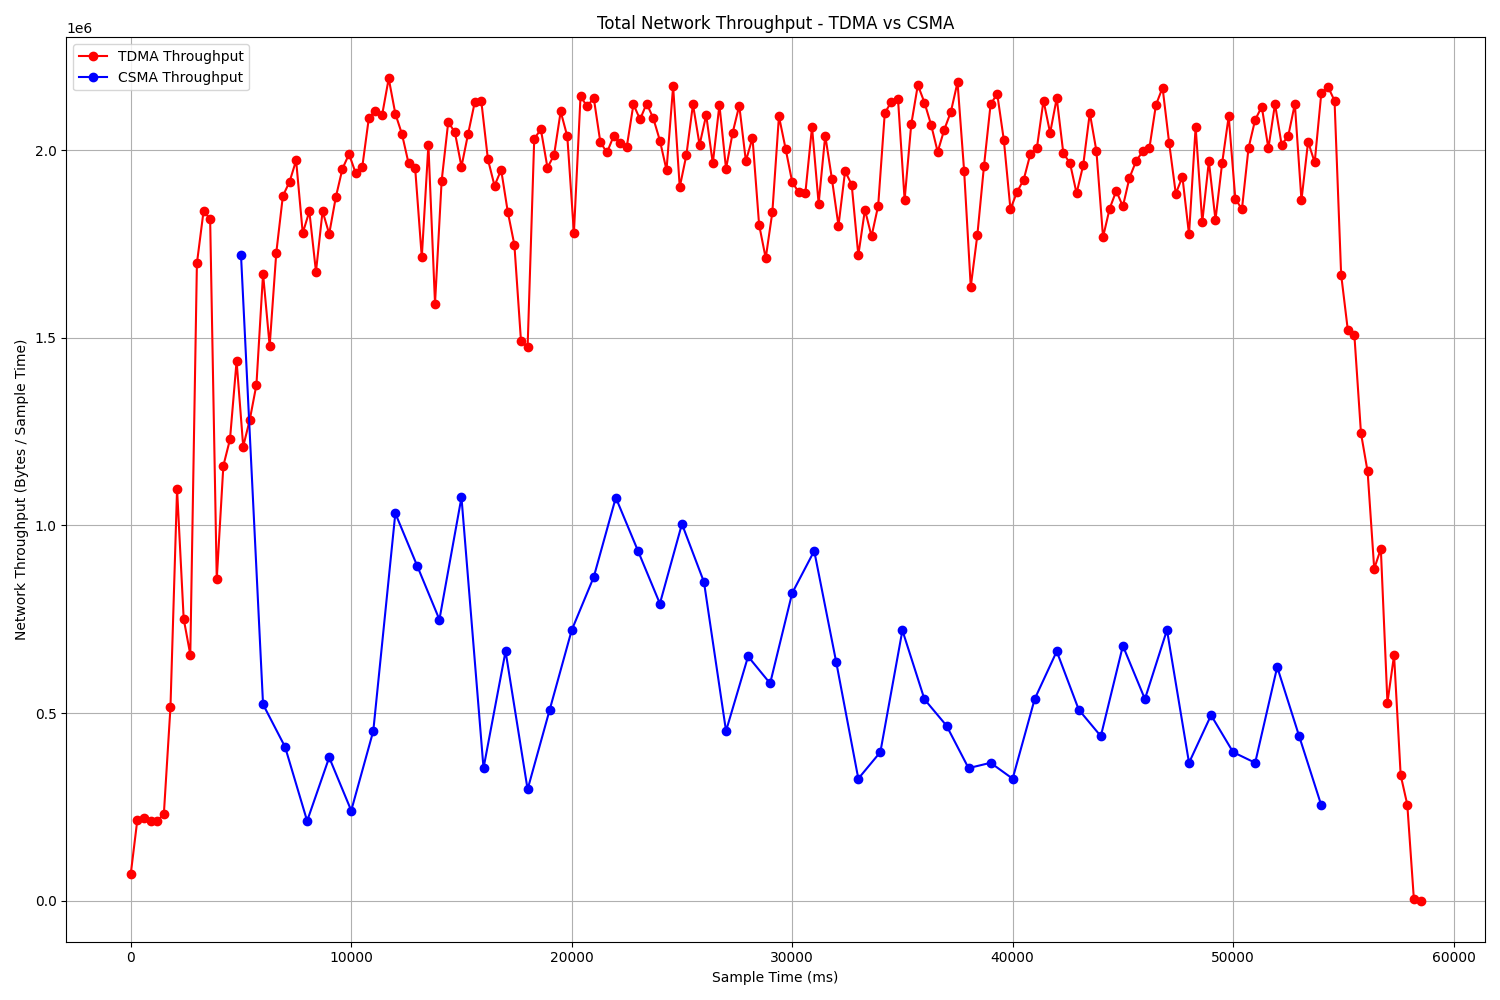 Total Network Throughput - TDMA vs CSMA
1e6
TDMA Throughput
CSMA Throughput
2.0
1.5
1.0
0.5
0.0
Network Throughput (Bytes / Sample Time)
0 10000 20000 30000 40000 50000 60000
Sample Time (ms)